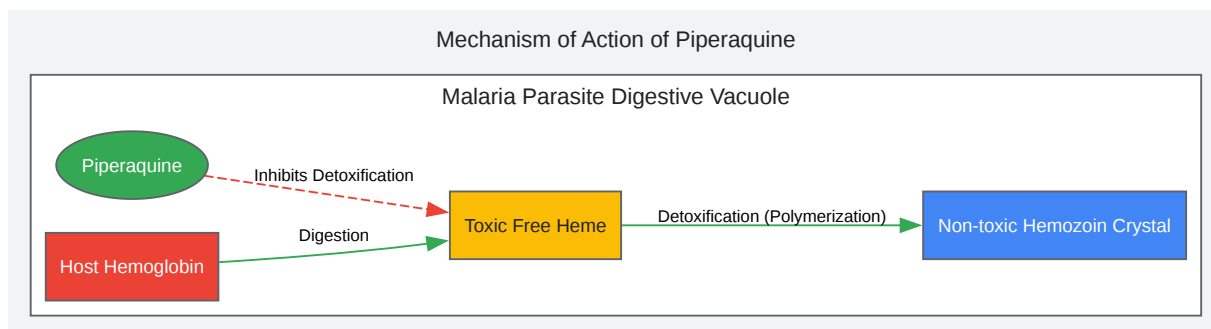 Mechanism of Action of Piperaquine
Malaria Parasite Digestive Vacuole
Piperaquine
Inhibits Detoxification
Host Hemoglobin
Digestion
Toxic Free Heme
Detoxification (Polymerization)
Non-toxic Hemozoin Crystal